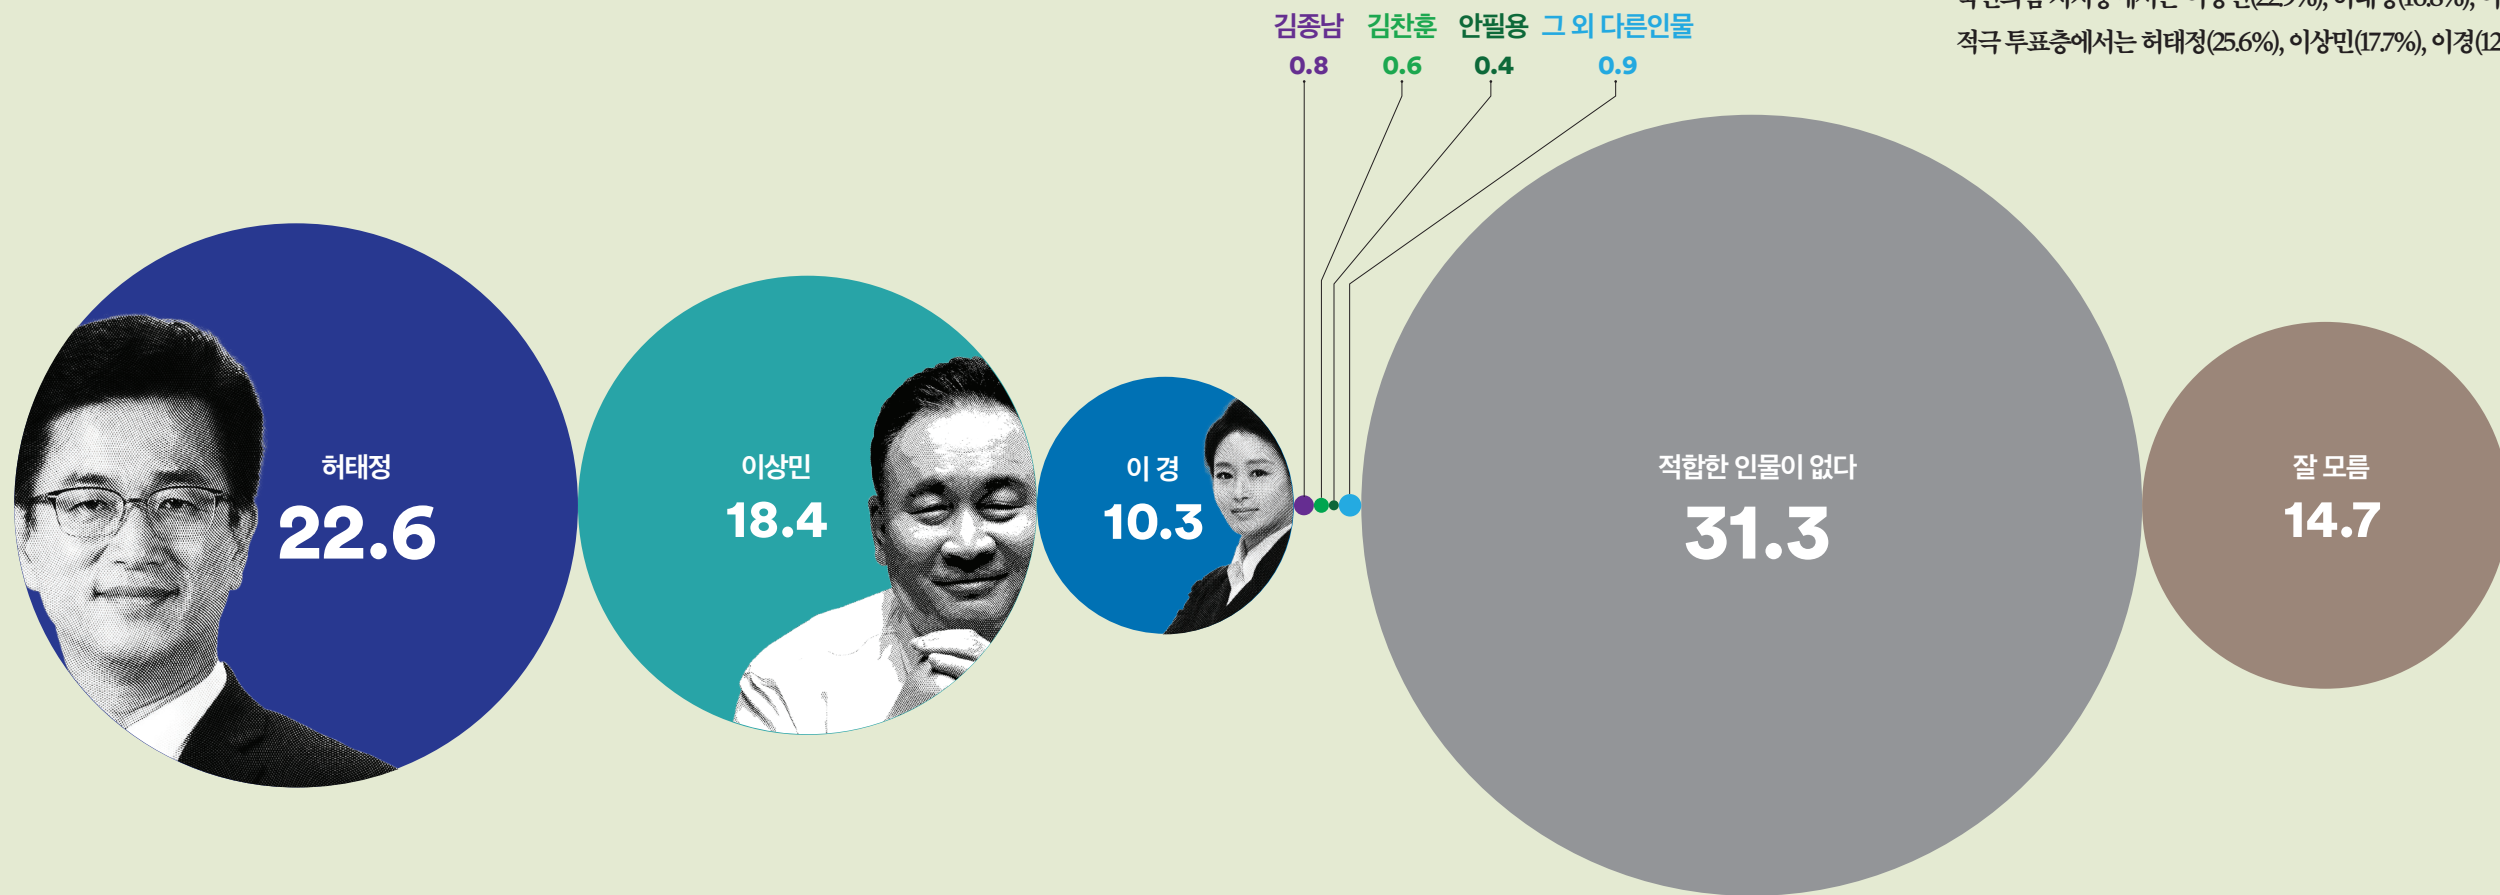 김종남 김찬훈 안필용 그 외 다른인물
0.8 0.6 0.4 0.9
적극 투표층에서는 허태정(25.6%), 이상민(17.7%), 이경(12
허태정
22.6
이상민
18.4
이 경
10.3
적합한 인물이 없다
31.3
잘 모름
14.7